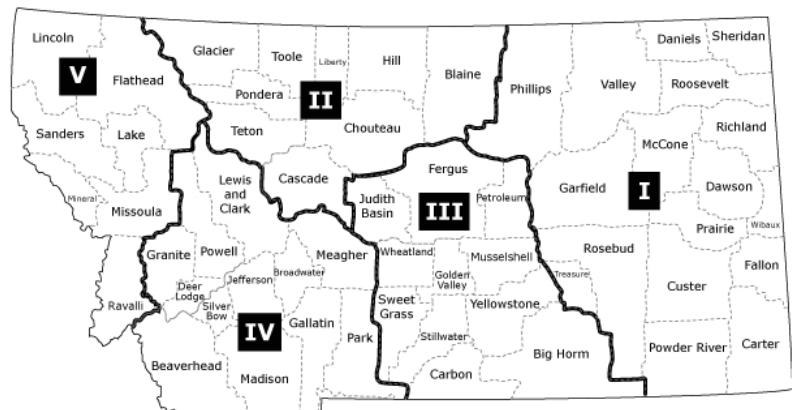 Lincoln
Flathead
V
Sanders
Lake
Mineral
Missoula
Ravalli
Glacier
Toole
Liberty
Hill
Blaine
Pondera
II
Teton
Chouteau
Cascade
Phillips
Valley
Daniels
Sheridan
Roosevelt
Richland
McCone
Garfield
I
Dawson
Prairie
Wibaux
Rosebud
Treasure
Custer
Fallon
Powder River
Carter
Fergus
Judith
Basin
III
Petroleum
Wheatland
Golden
Valley
Musselshell
Sweet
Grass
Stillwater
Yellowstone
Carbon
Big Horn
Lewis
and
Clark
Granite
Powell
Meagher
Deer
Lodge
Jefferson
Broadwater
Silver
Bow
Gallatin
Park
IV
Beaverhead
Madison